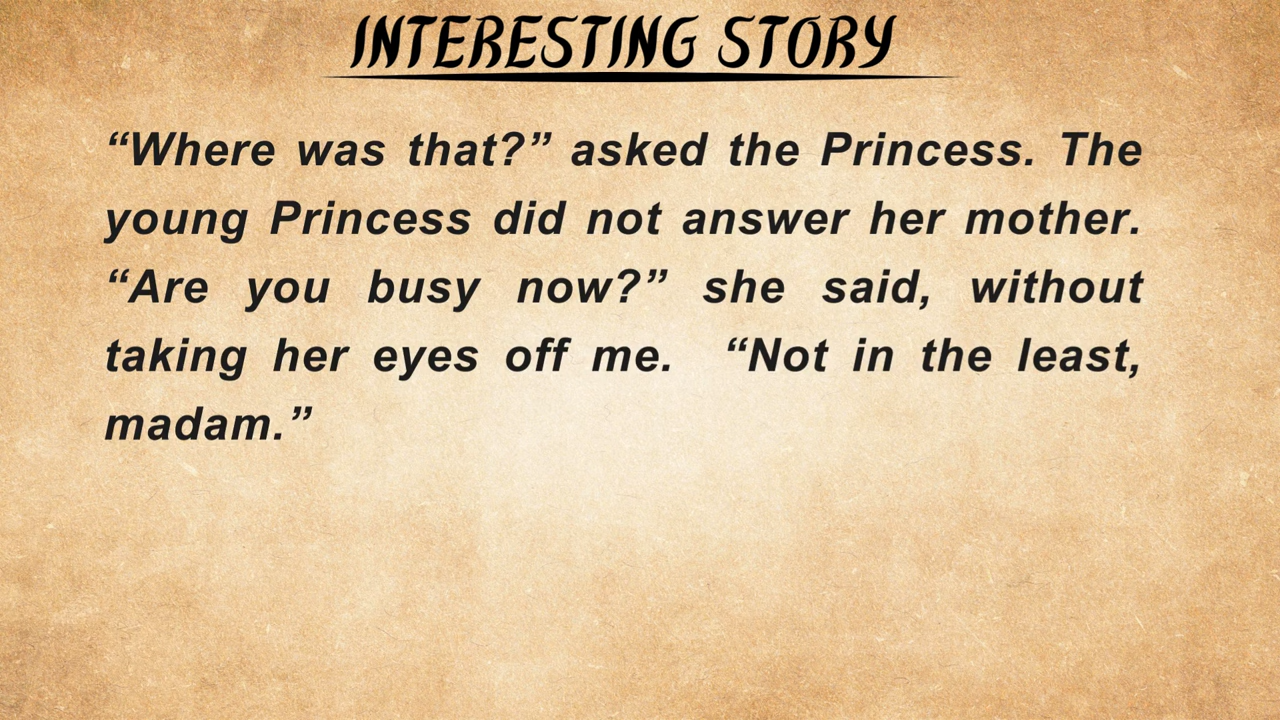 INTERESTING STORY
“Where was that?” asked the Princess. The
young Princess did not answer her mother.
“Are you busy now?” she said, without
taking her eyes off me. “Not in the least,
madam.”